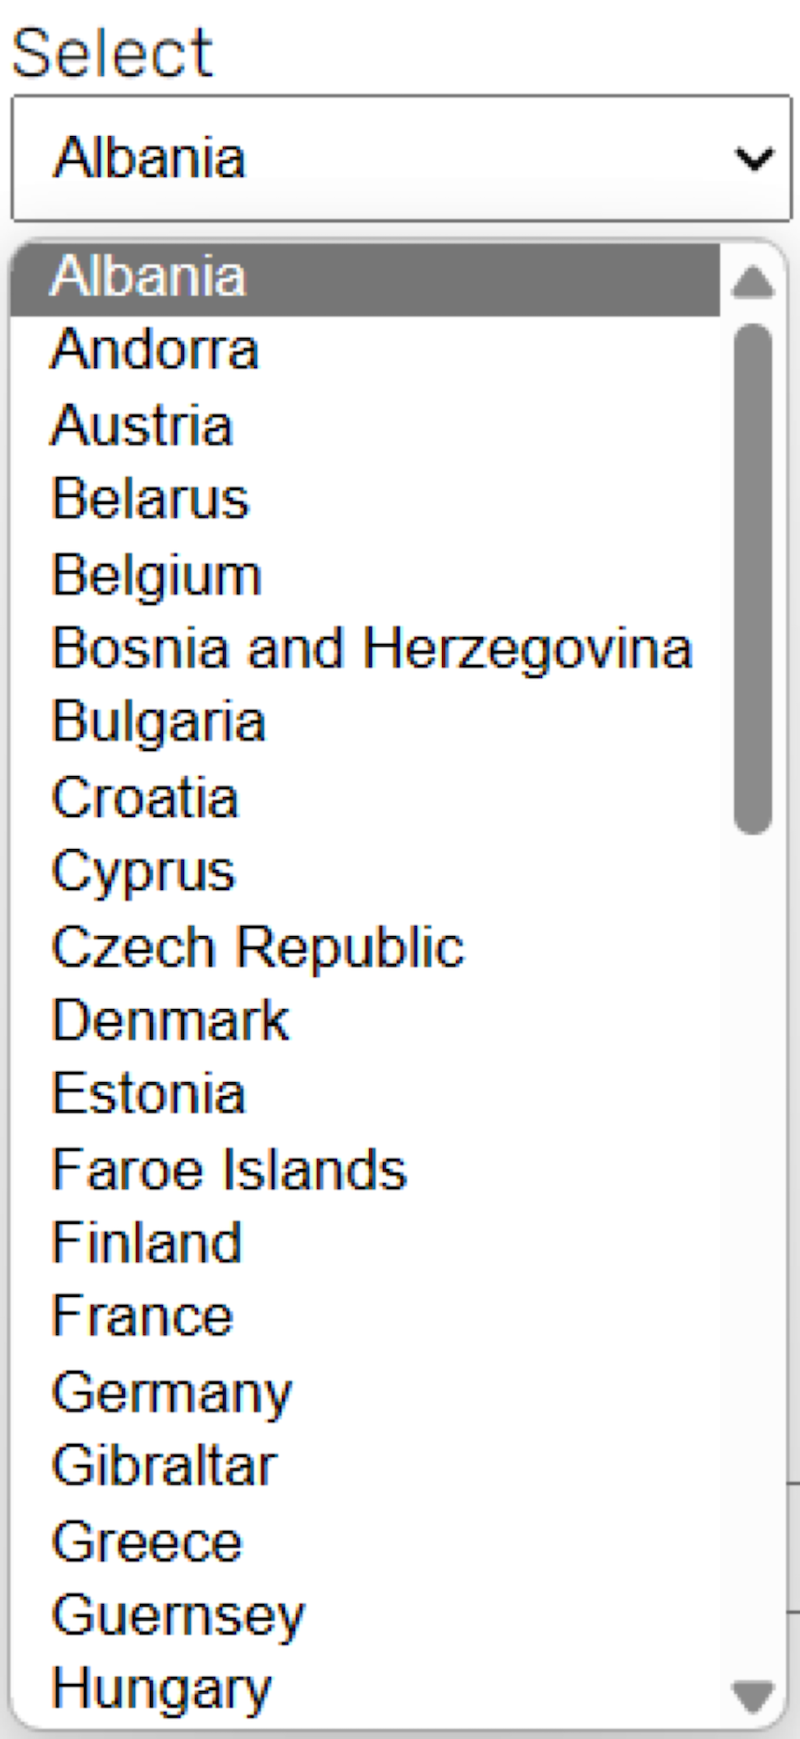 Select
Albania
Albania
Andorra
Austria
Belarus
Belgium
Bosnia and Herzegovina
Bulgaria
Croatia
Cyprus
Czech Republic
Denmark
Estonia
Faroe Islands
Finland
France
Germany
Gibraltar
Greece
Guernsey
Hungary